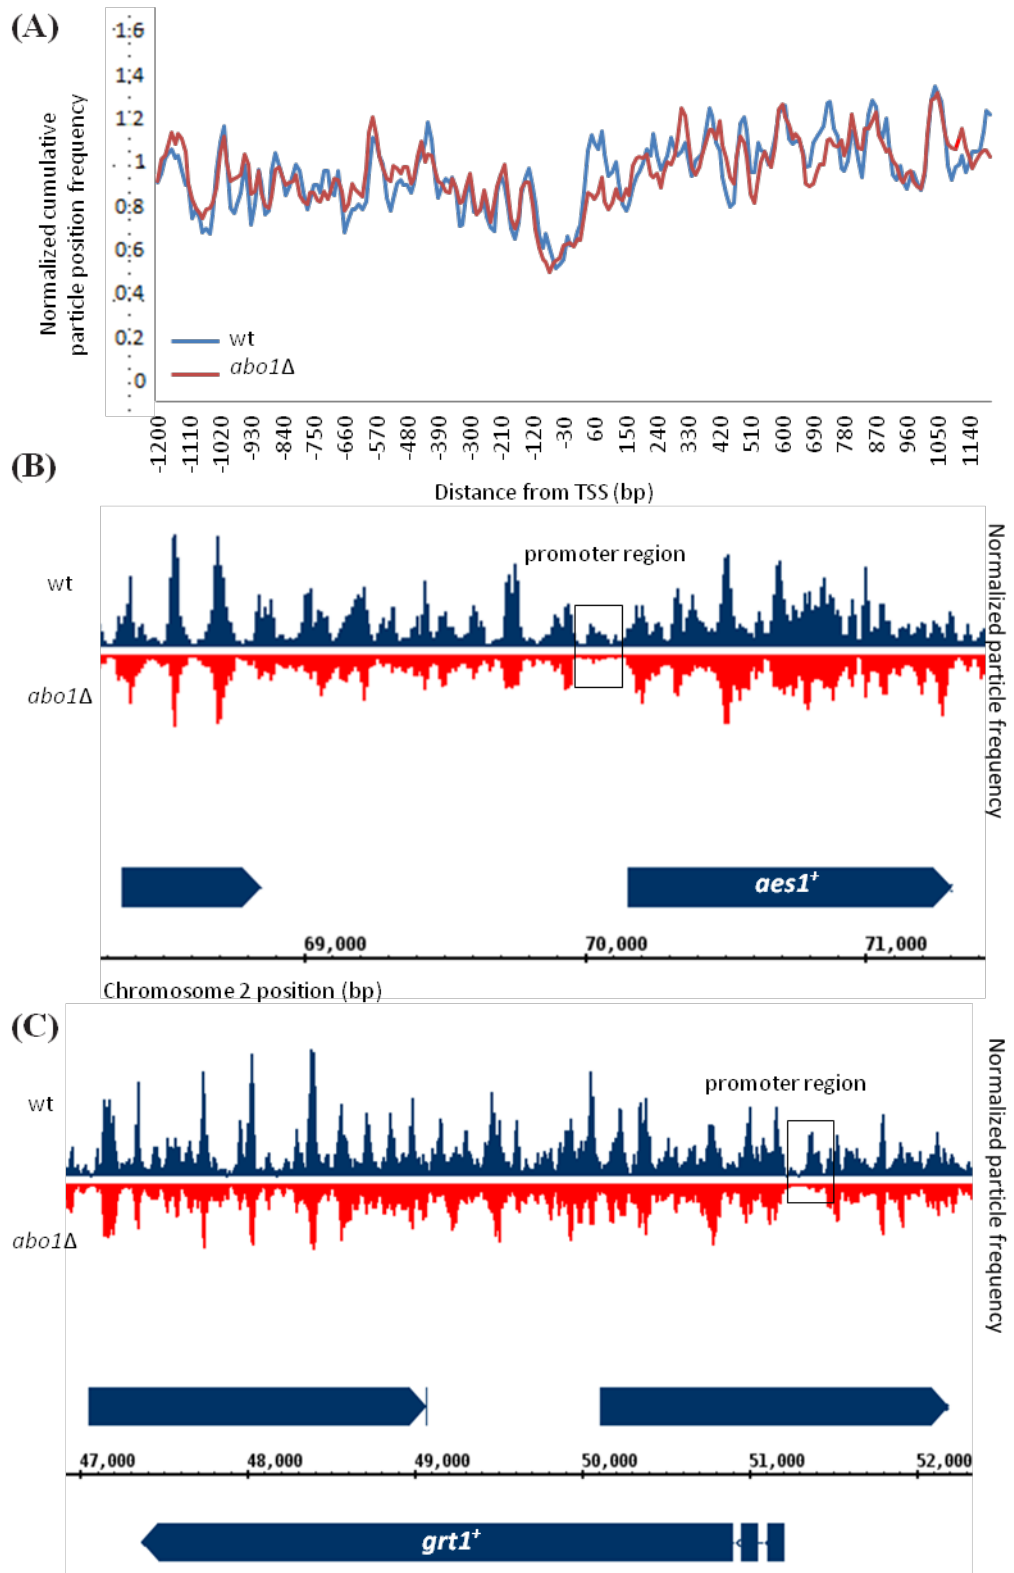 (A)
Normalized cumulative
particle position frequency
1.6
1.4
1.2
1
0.8
0.6
0.4
0.2
0
wt
abo1Δ
-1200
-1110
-1020
-930
-840
-750
-660
-570
-480
-390
-300
-210
-120
-30
60
150
240
330
420
510
600
690
780
870
960
1050
1140
Distance from TSS (bp)
(B)
wt
promoter region
abo1Δ
Normalized particle frequency
aes1+
69,000
70,000
71,000
Chromosome 2 position (bp)
(C)
wt
promoter region
abo1Δ
Normalized particle frequency
47,000
48,000
49,000
50,000
51,000
52,000
grt1+